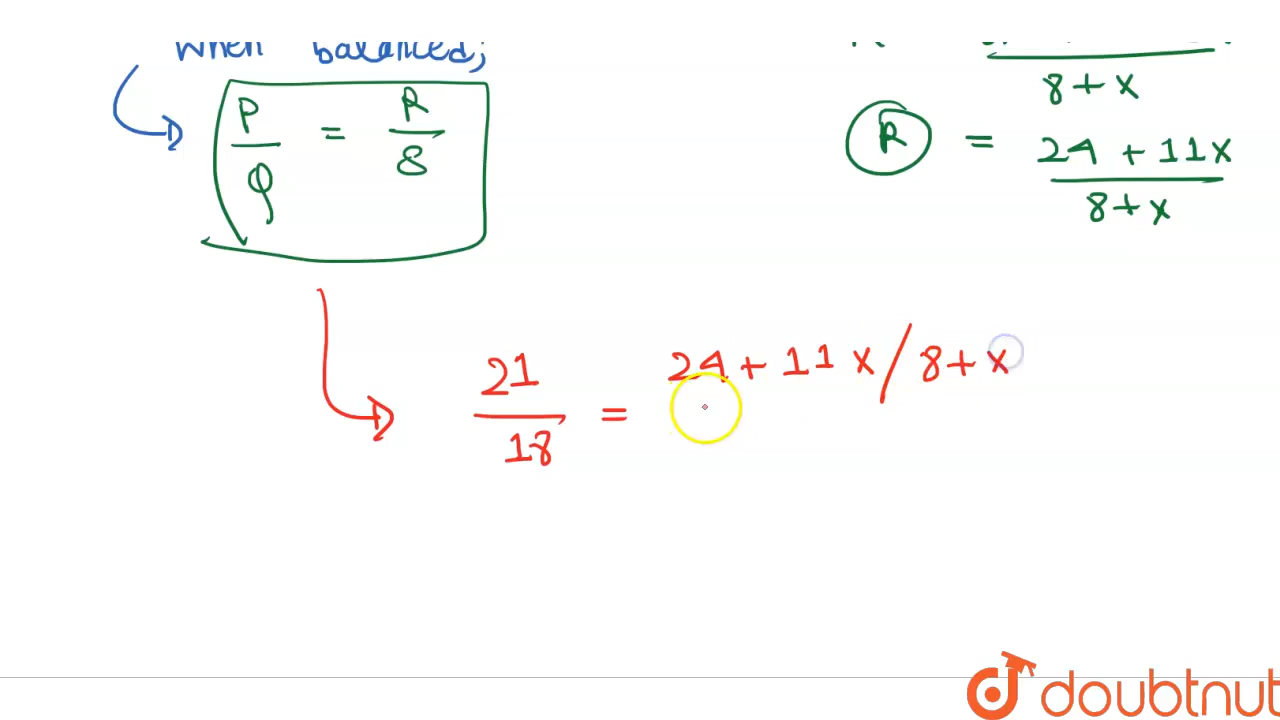 when balanced;
8+x
P/Q = R/8
R = 24 + 11x / 8+x
21/18 = 24 + 11x / 8+x
doubtnut